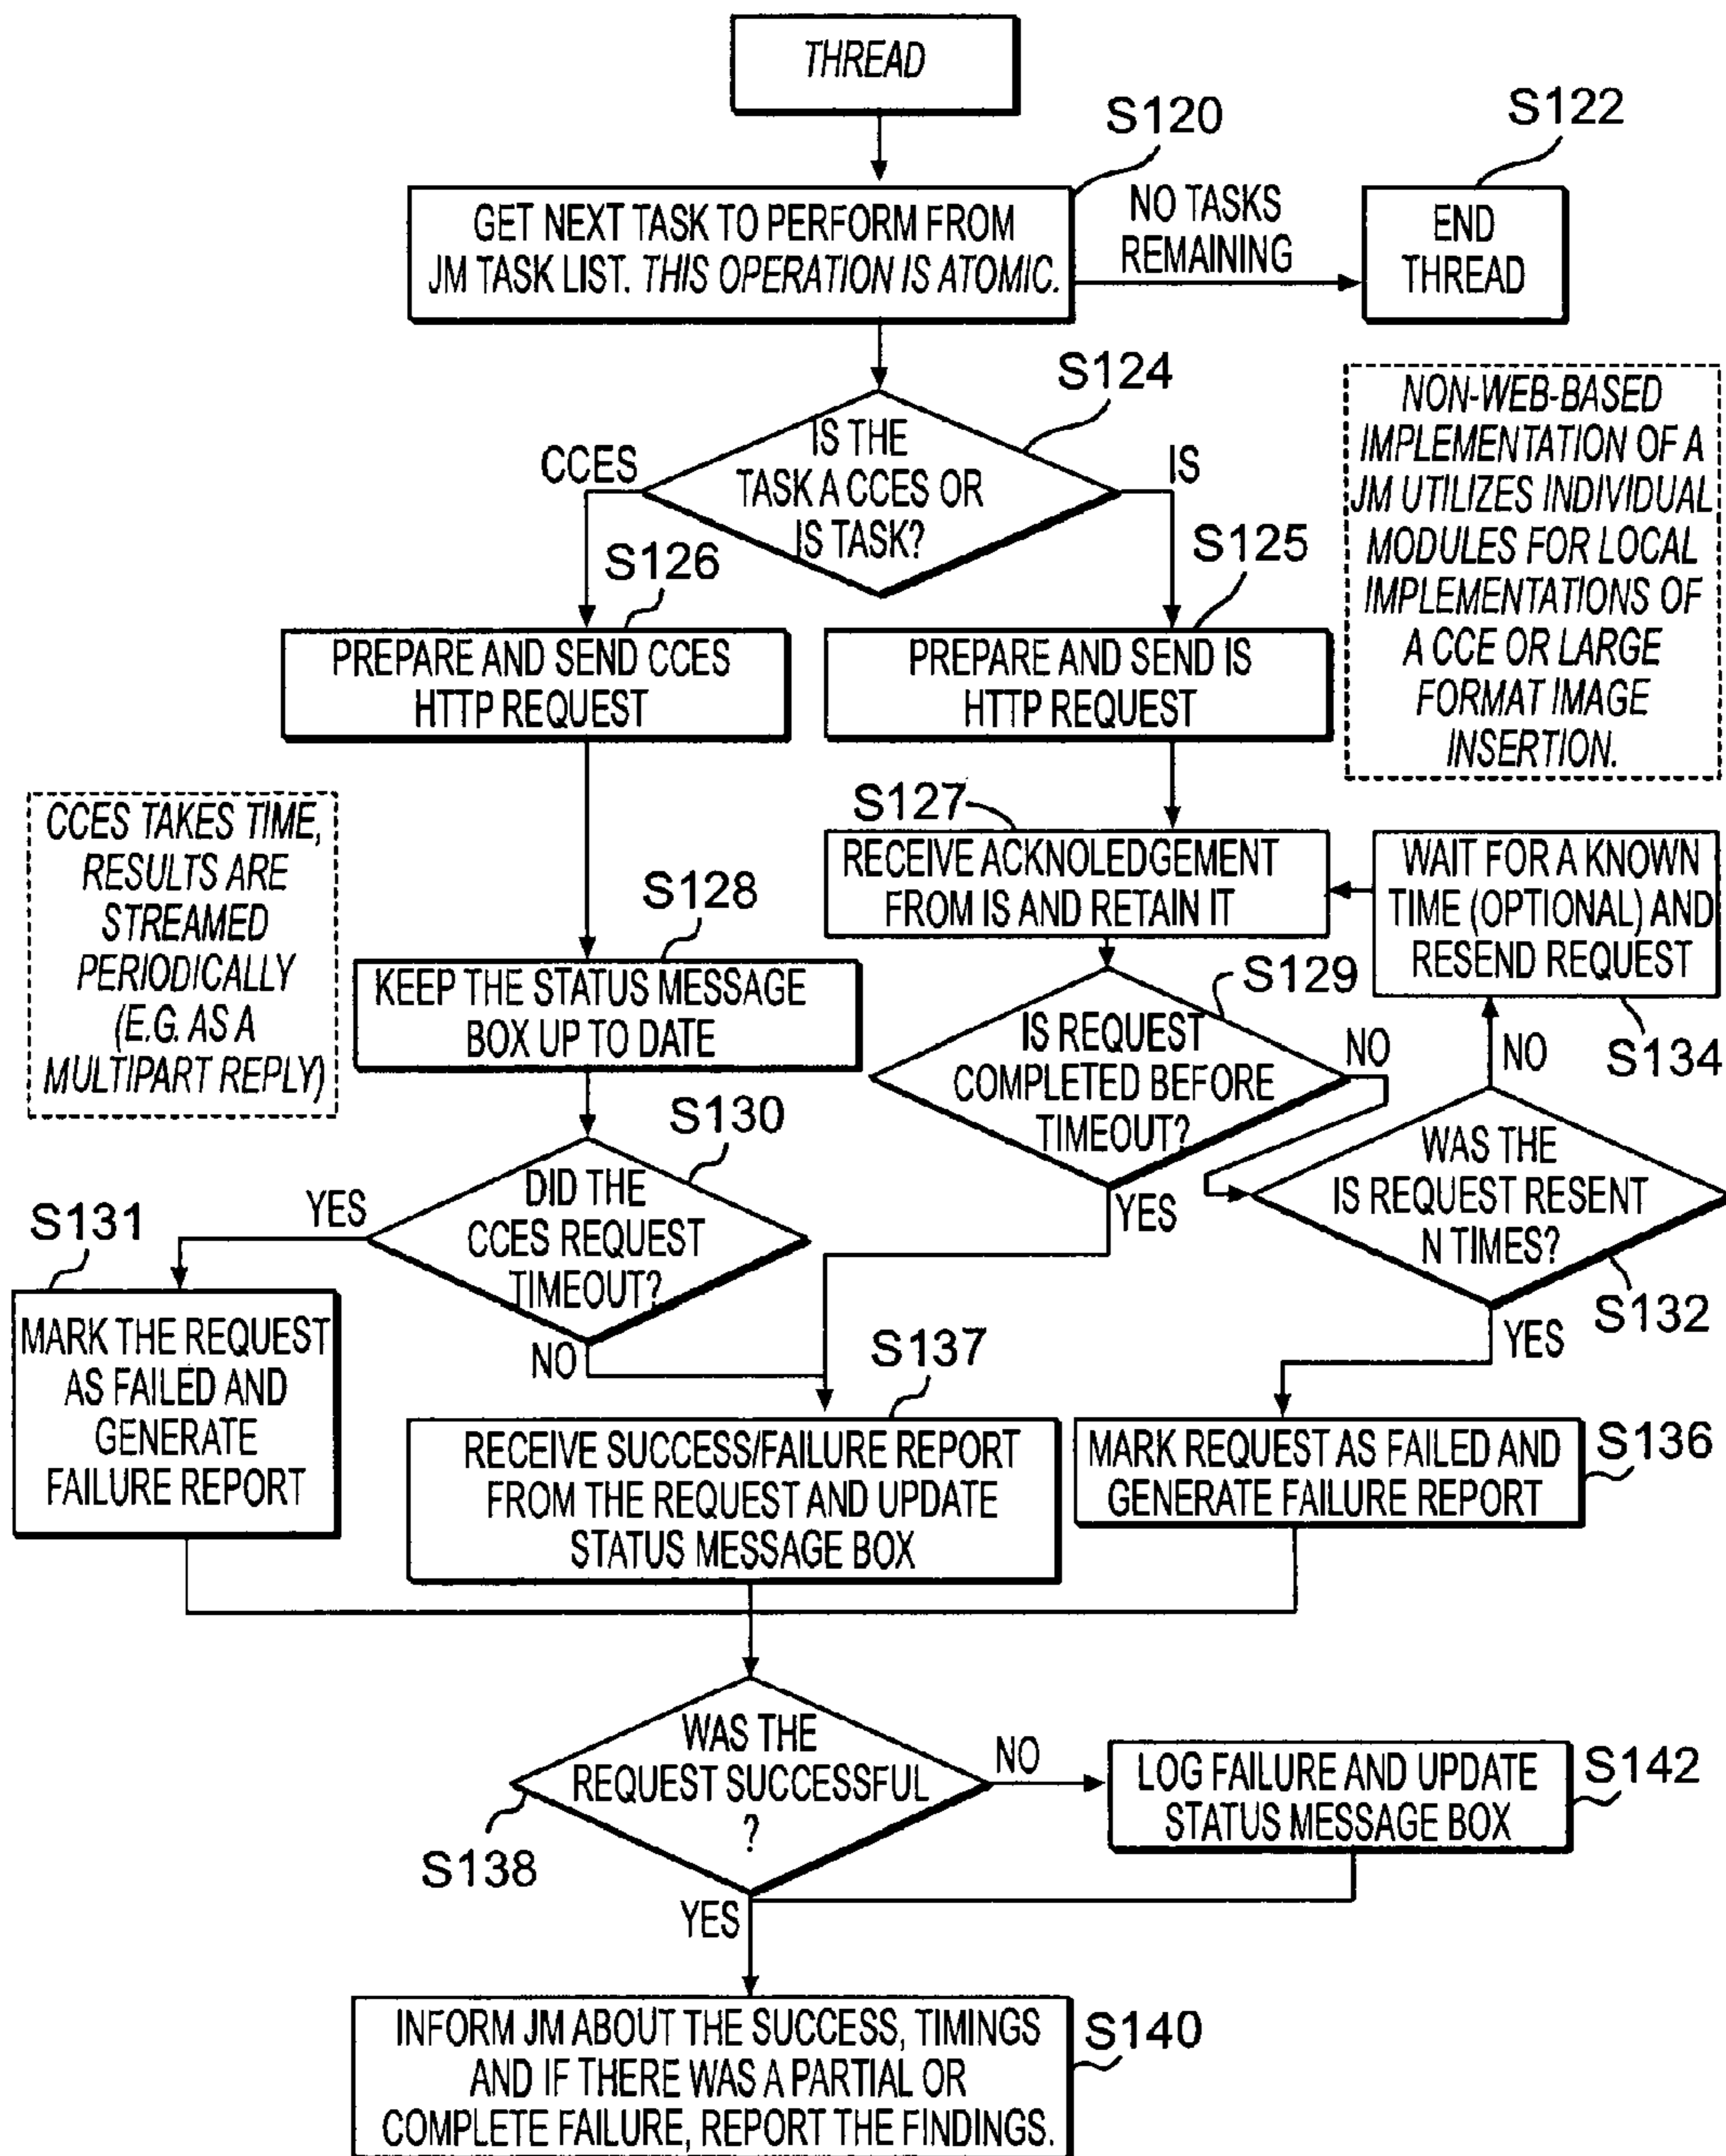 THREAD
S120
S122
GET NEXT TASK TO PERFORM FROM
JM TASK LIST. THIS OPERATION IS ATOMIC.
NO TASKS
REMAINING
END
THREAD
S124
IS THE
TASK A CCES OR
IS TASK?
CCES
IS
NON-WEB-BASED
IMPLEMENTATION OF A
JM UTILIZES INDIVIDUAL
MODULES FOR LOCAL
IMPLEMENTATIONS OF
A CCE OR LARGE
FORMAT IMAGE
INSERTION.
S126
S125
PREPARE AND SEND CCES
HTTP REQUEST
PREPARE AND SEND IS
HTTP REQUEST
CCES TAKES TIME,
RESULTS ARE
STREAMED
PERIODICALLY
(E.G. AS A
MULTIPART REPLY)
S127
RECEIVE ACKNOLEDGEMENT
FROM IS AND RETAIN IT
WAIT FOR A KNOWN
TIME (OPTIONAL) AND
RESEND REQUEST
S134
S128
KEEP THE STATUS MESSAGE
BOX UP TO DATE
S129
IS REQUEST
COMPLETED BEFORE
TIMEOUT?
NO
NO
YES
S130
DID THE
CCES REQUEST
TIMEOUT?
YES
NO
WAS THE
IS REQUEST RESENT
N TIMES?
S132
YES
S131
MARK THE REQUEST
AS FAILED AND
GENERATE
FAILURE REPORT
S137
RECEIVE SUCCESS/FAILURE REPORT
FROM THE REQUEST AND UPDATE
STATUS MESSAGE BOX
MARK REQUEST AS FAILED AND
GENERATE FAILURE REPORT
S136
WAS THE
REQUEST SUCCESSFUL
?
S138
NO
YES
LOG FAILURE AND UPDATE
STATUS MESSAGE BOX
S142
INFORM JM ABOUT THE SUCCESS, TIMINGS
AND IF THERE WAS A PARTIAL OR
COMPLETE FAILURE, REPORT THE FINDINGS.
S140